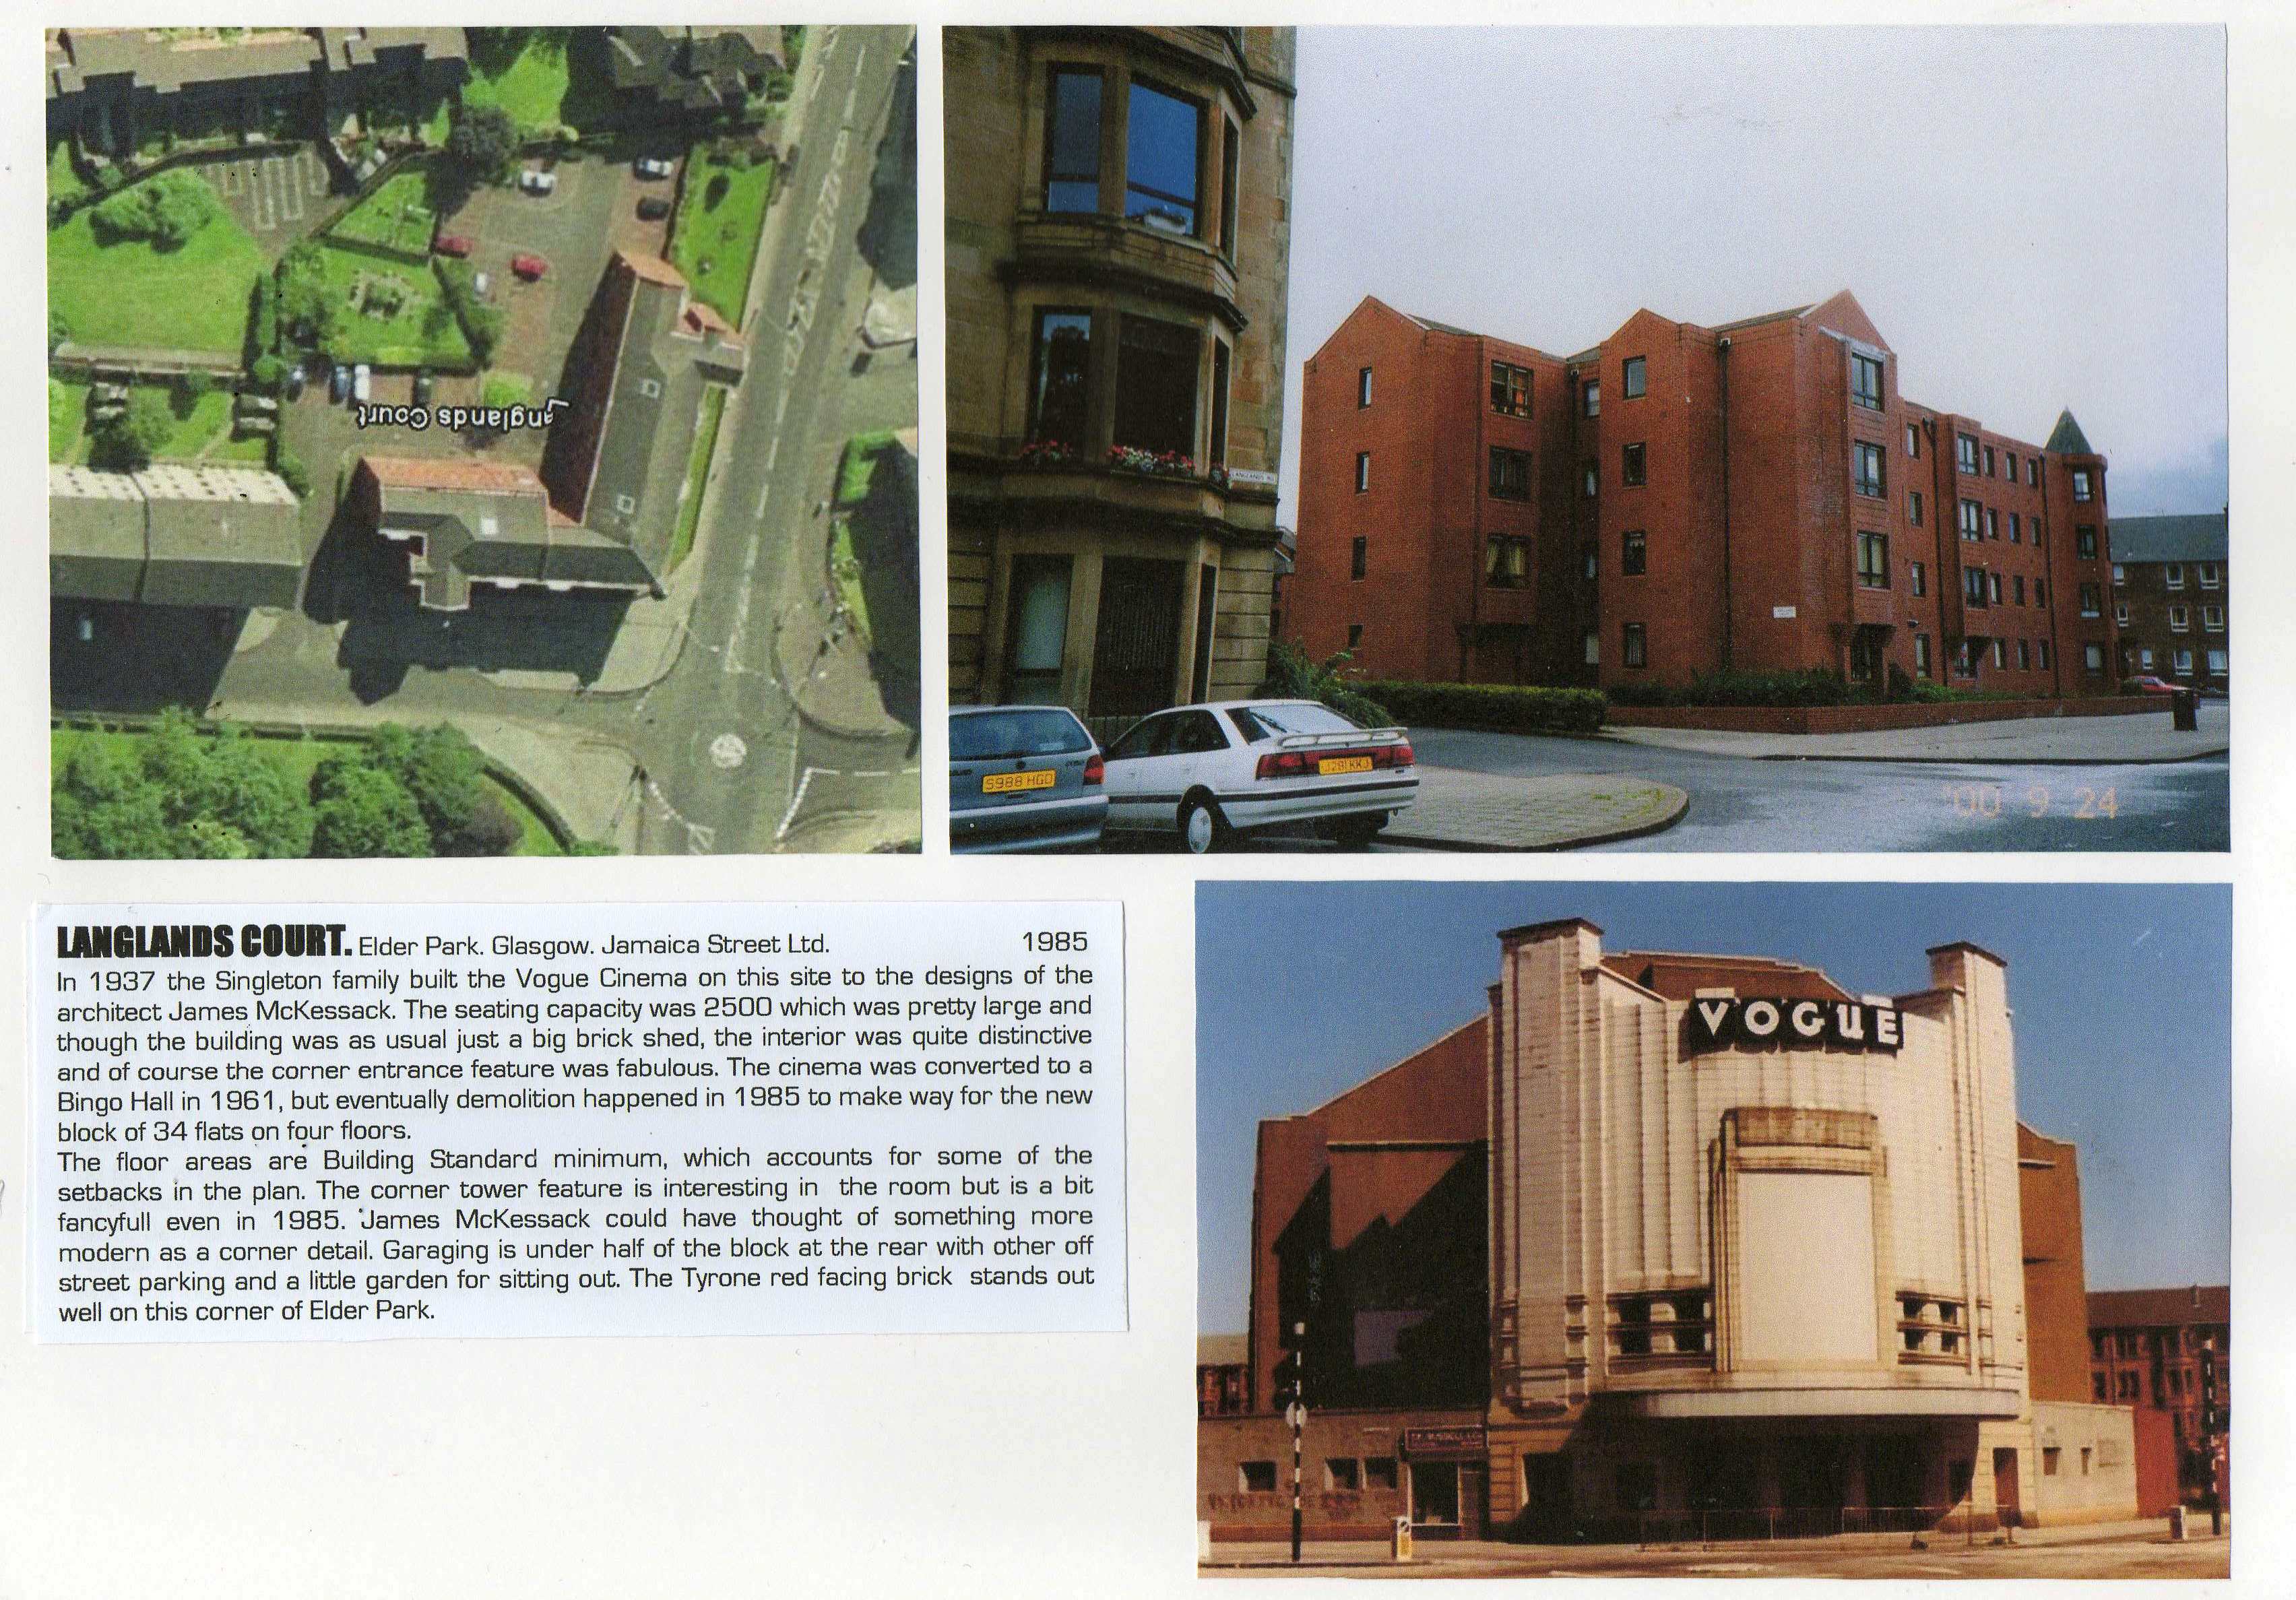 Langlands Court
LANGLANDS RD
S988 HGD
J281 KKJ
'00 9 24
LANGLANDS COURT. Elder Park. Glasgow. Jamaica Street Ltd. 1985
In 1937 the Singleton family built the Vogue Cinema on this site to the designs of the
architect James McKessack. The seating capacity was 2500 which was pretty large and
though the building was as usual just a big brick shed, the interior was quite distinctive
and of course the corner entrance feature was fabulous. The cinema was converted to a
Bingo Hall in 1961, but eventually demolition happened in 1985 to make way for the new
block of 34 flats on four floors.
The floor areas are Building Standard minimum, which accounts for some of the
setbacks in the plan. The corner tower feature is interesting in the room but is a bit
fancyfull even in 1985. James McKessack could have thought of something more
modern as a corner detail. Garaging is under half of the block at the rear with other off
street parking and a little garden for sitting out. The Tyrone red facing brick stands out
well on this corner of Elder Park.
VOGUE